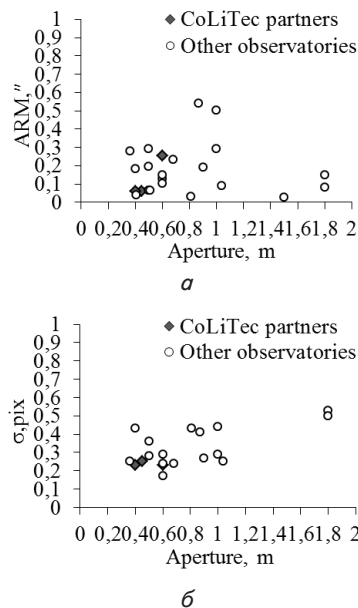 CoLiTec partners
Other observatories
ARM,″
1
0,9
0,8
0,7
0,6
0,5
0,4
0,3
0,2
0,1
0
0 0,20,40,60,8 1 1,21,41,61,8 2
Aperture, m
а
CoLiTec partners
Other observatories
σ,pix
1
0,9
0,8
0,7
0,6
0,5
0,4
0,3
0,2
0,1
0
0 0,20,40,60,8 1 1,21,41,61,8 2
Aperture, m
б